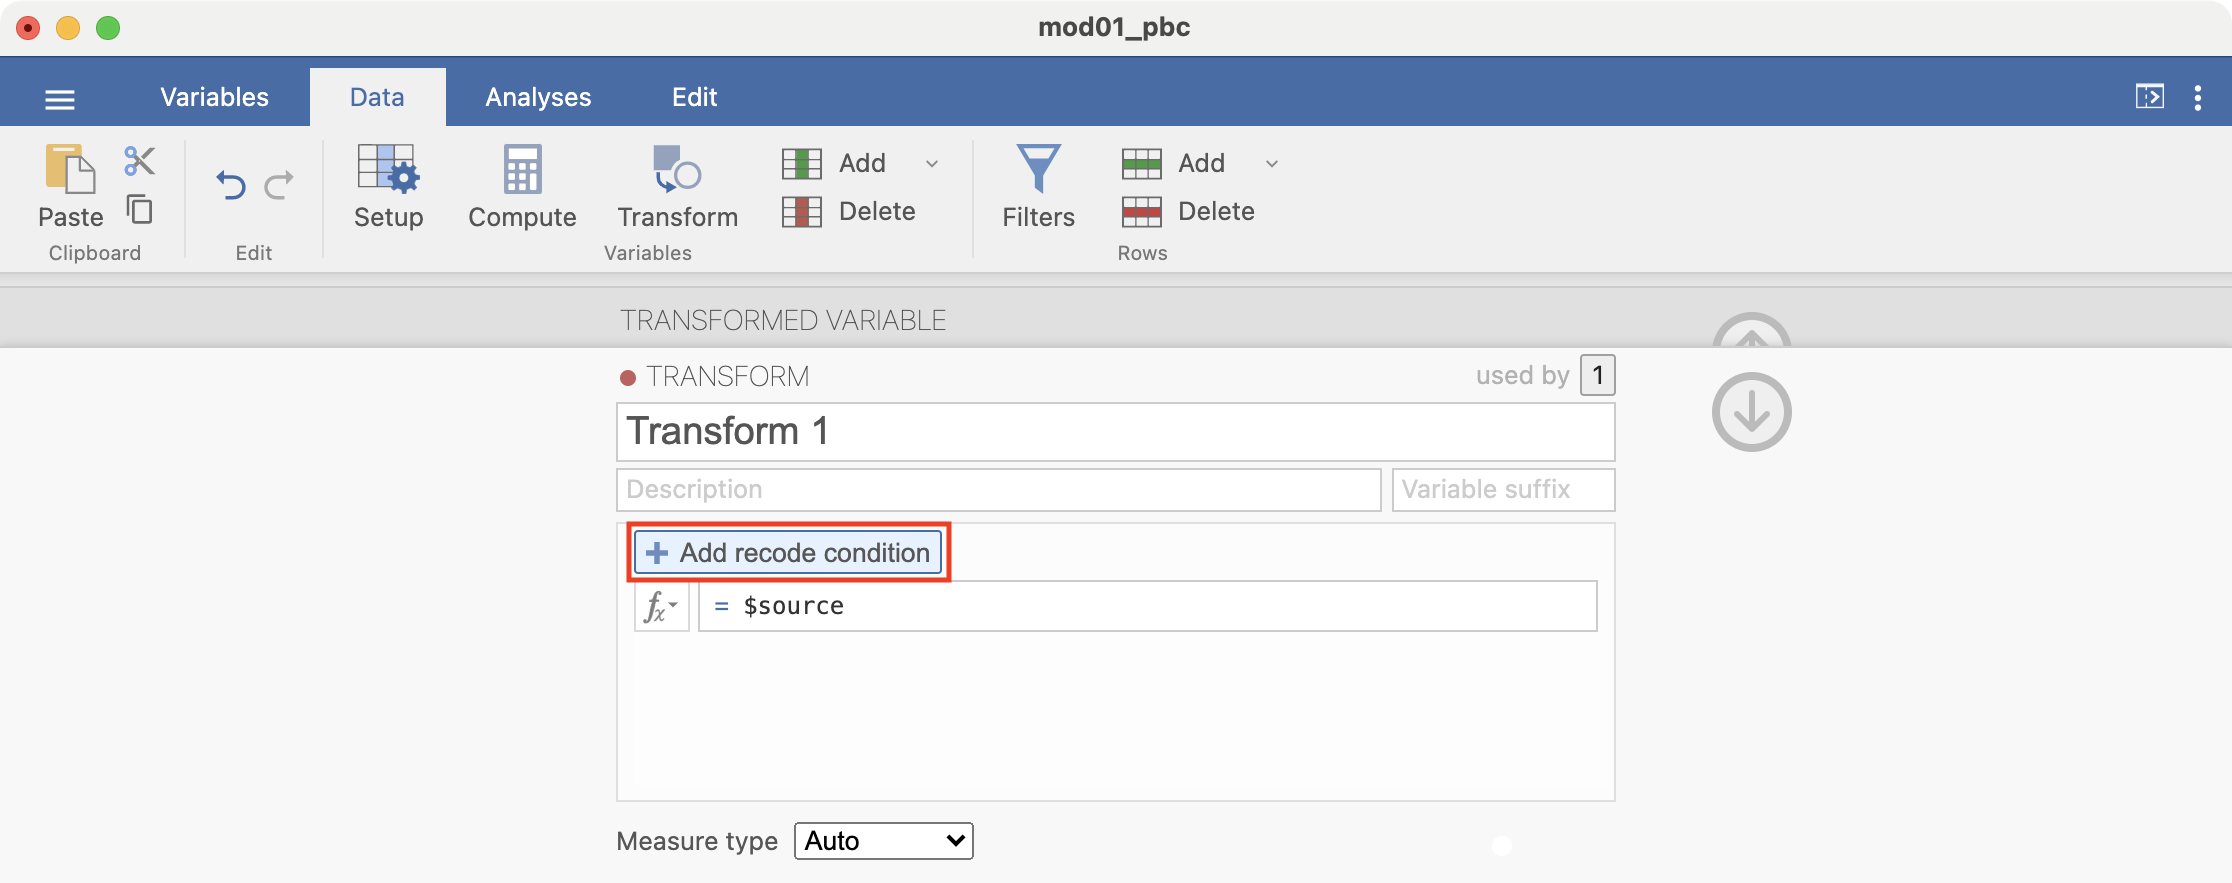 mod01_pbc
Variables Data Analyses Edit
Paste
Clipboard
Edit
Setup Compute Transform
Add
Delete
Variables
Filters
Add
Delete
Rows
TRANSFORMED VARIABLE
TRANSFORM used by 1
Transform 1
Description Variable suffix
+ Add recode condition
fx = $source
Measure type Auto